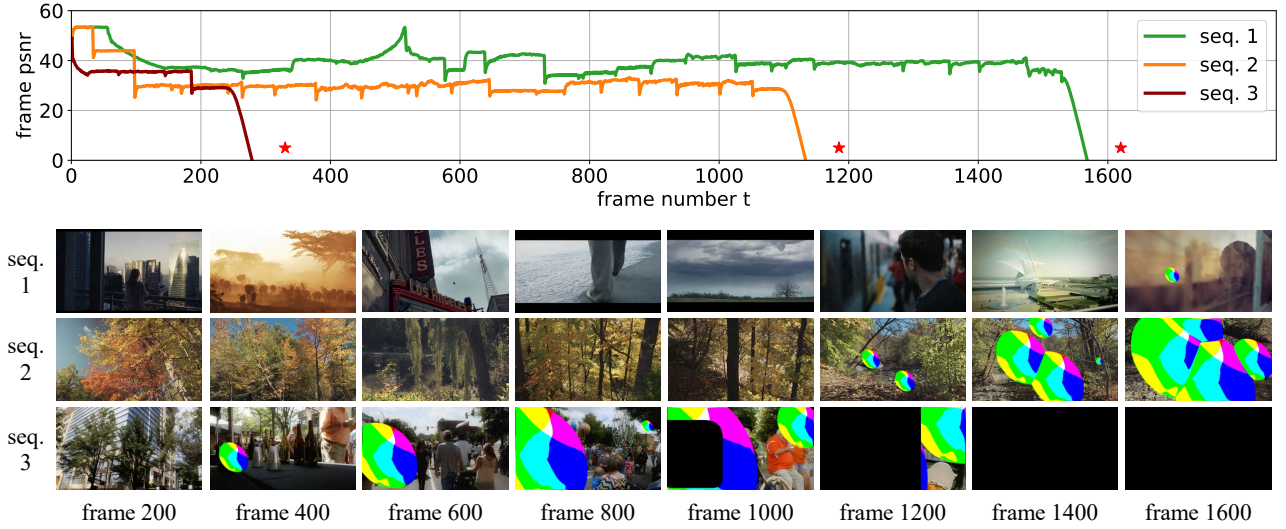 60
40
20
0
frame psnr
seq. 1
seq. 2
seq. 3
0 200 400 600 800 1000 1200 1400 1600
frame number t
seq.
1
LOS ANGELES
seq.
2
seq.
3
frame 200 frame 400 frame 600 frame 800 frame 1000 frame 1200 frame 1400 frame 1600